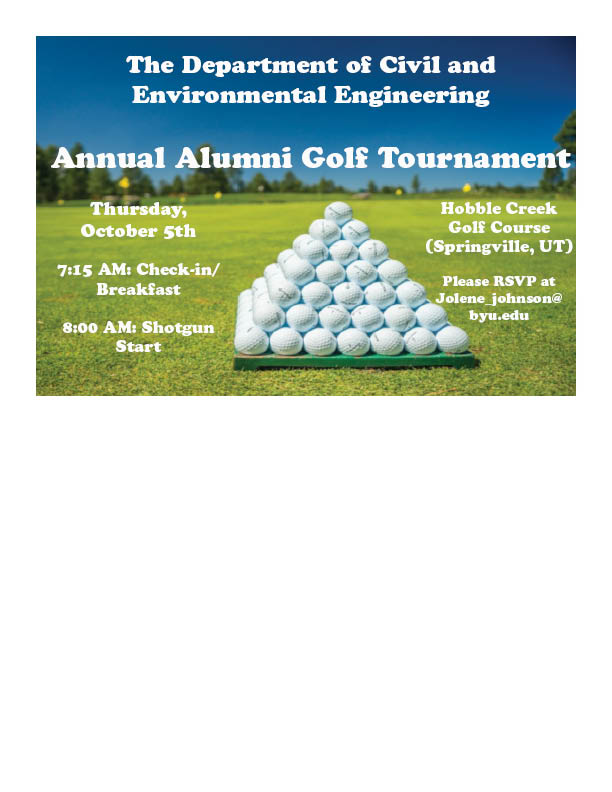 The Department of Civil and
Environmental Engineering
Annual Alumni Golf Tournament
Thursday,
October 5th
7:15 AM: Check-in/
Breakfast
8:00 AM: Shotgun
Start
Hobble Creek
Golf Course
(Springville, UT)
Please RSVP at
Jolene_johnson@
byu.edu